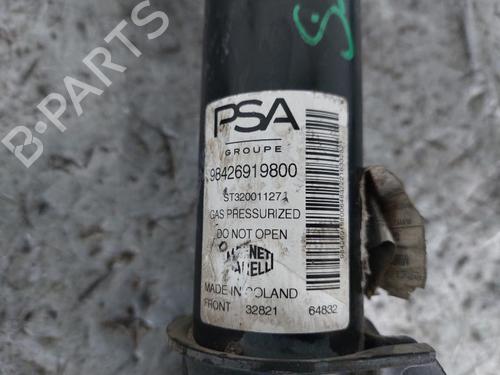 B-PARTS
PSA
GROUPE
98426919800
ST320011271
GAS PRESSURIZED
DO NOT OPEN
MAGNETI
MARELLI
MADE IN POLAND
FRONT 32821 64832